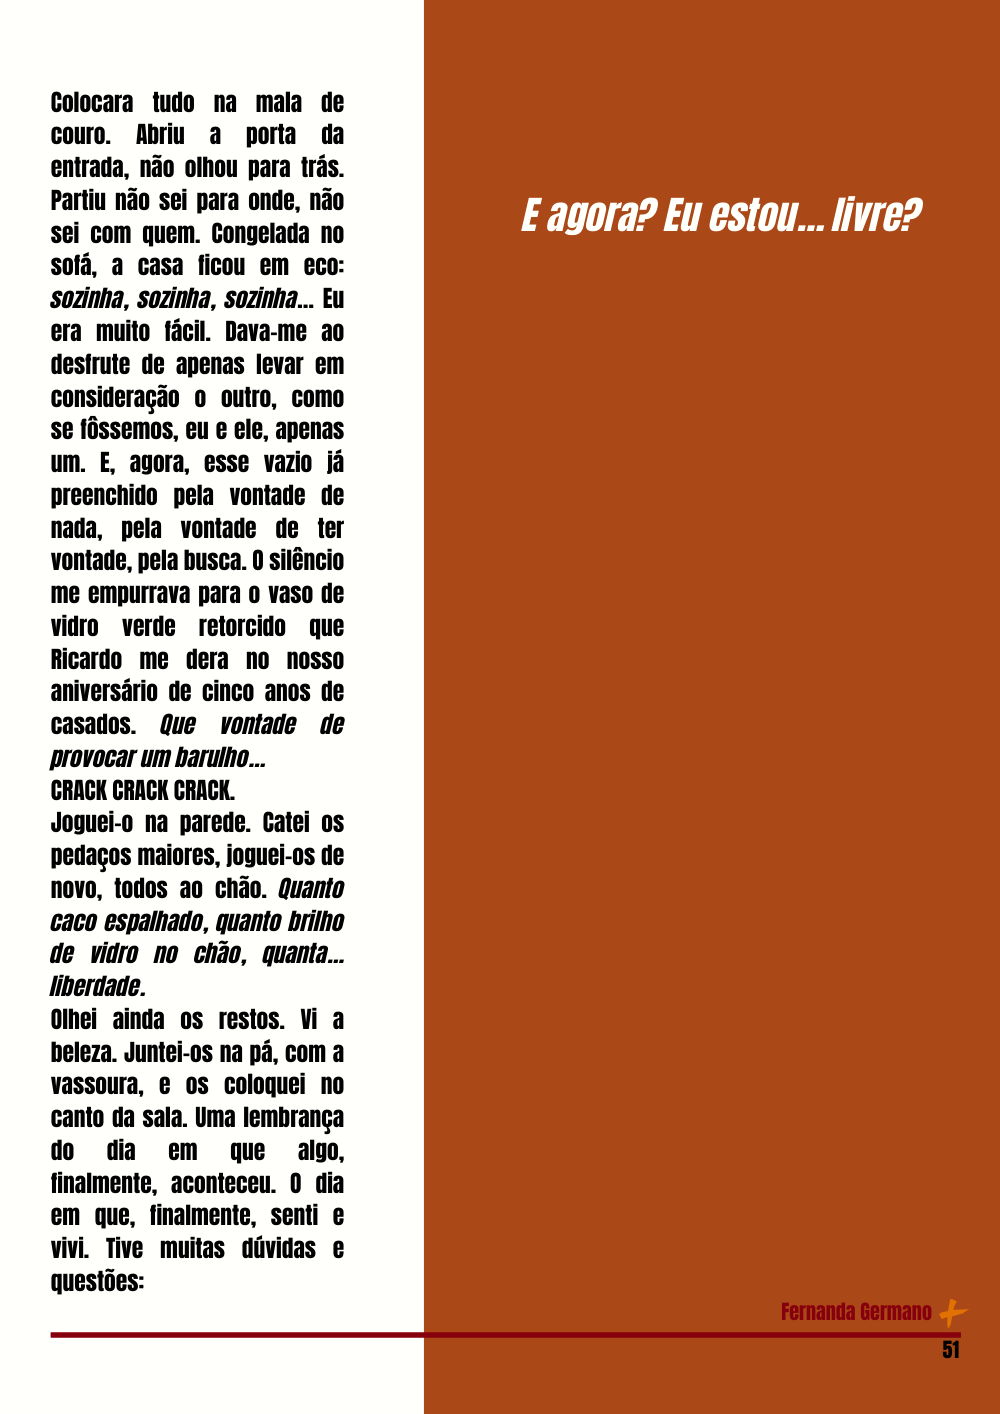 Colocara tudo na mala de
couro. Abriu a porta da
entrada, não olhou para trás.
Partiu não sei para onde, não
sei com quem. Congelada no
sofá, a casa ficou em eco:
sozinha, sozinha, sozinha... Eu
era muito fácil. Dava-me ao
desfrute de apenas levar em
consideração o outro, como
se fôssemos, eu e ele, apenas
um. E, agora, esse vazio já
preenchido pela vontade de
nada, pela vontade de ter
vontade, pela busca. O silêncio
me empurrava para o vaso de
vidro verde retorcido que
Ricardo me dera no nosso
aniversário de cinco anos de
casados. Que vontade de
provocar um barulho...
CRACK CRACK CRACK.
Joguei-o na parede. Catei os
pedaços maiores, joguei-os de
novo, todos ao chão. Quanto
caco espalhado, quanto brilho
de vidro no chão, quanta...
liberdade.
Olhei ainda os restos. Vi a
beleza. Juntei-os na pá, com a
vassoura, e os coloquei no
canto da sala. Uma lembrança
do dia em que algo,
finalmente, aconteceu. O dia
em que, finalmente, senti e
vivi. Tive muitas dúvidas e
questões:
E agora? Eu estou... livre?
Fernanda Germano
51